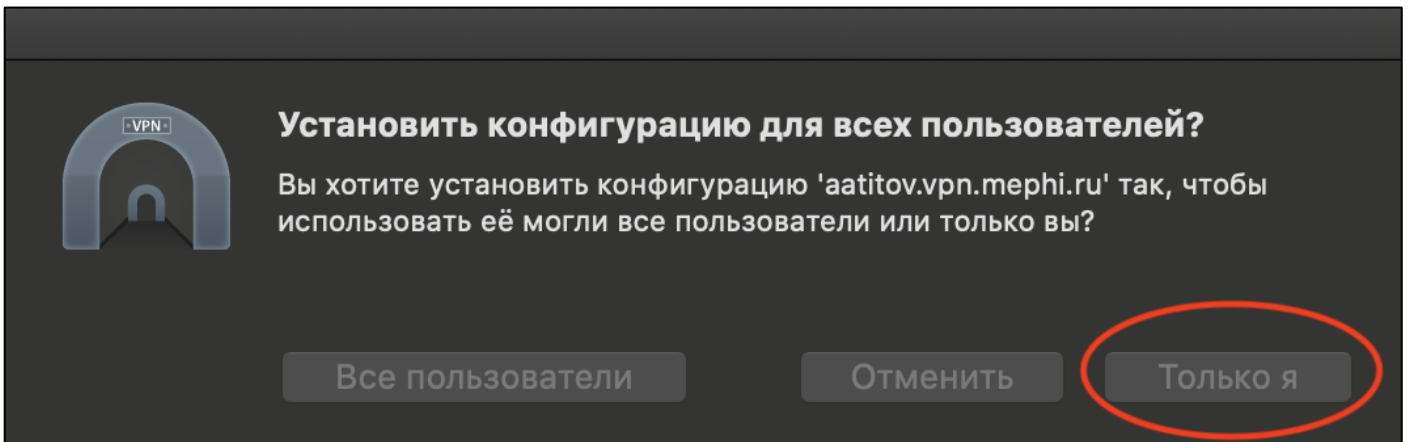 VPN
Установить конфигурацию для всех пользователей?
Вы хотите установить конфигурацию 'aatitov.vpn.mephi.ru' так, чтобы
использовать её могли все пользователи или только вы?
Все пользователи Отменить Только я